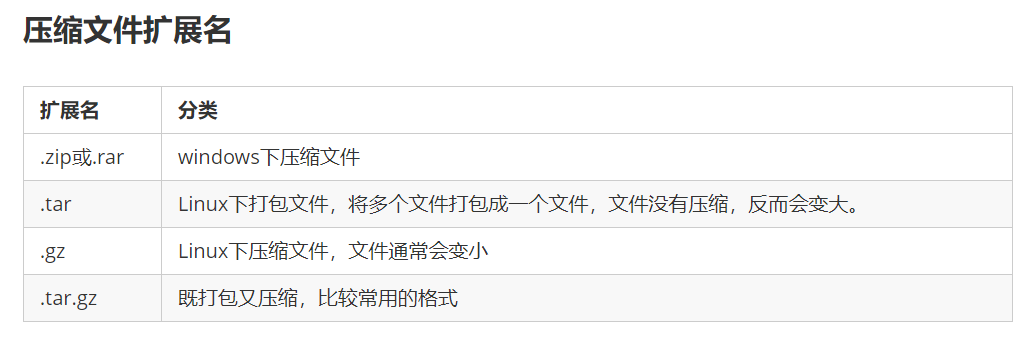 压缩文件扩展名
扩展名 分类
.zip或.rar windows下压缩文件
.tar Linux下打包文件，将多个文件打包成一个文件，文件没有压缩，反而会变大。
.gz Linux下压缩文件，文件通常会变小
.tar.gz 既打包又压缩，比较常用的格式